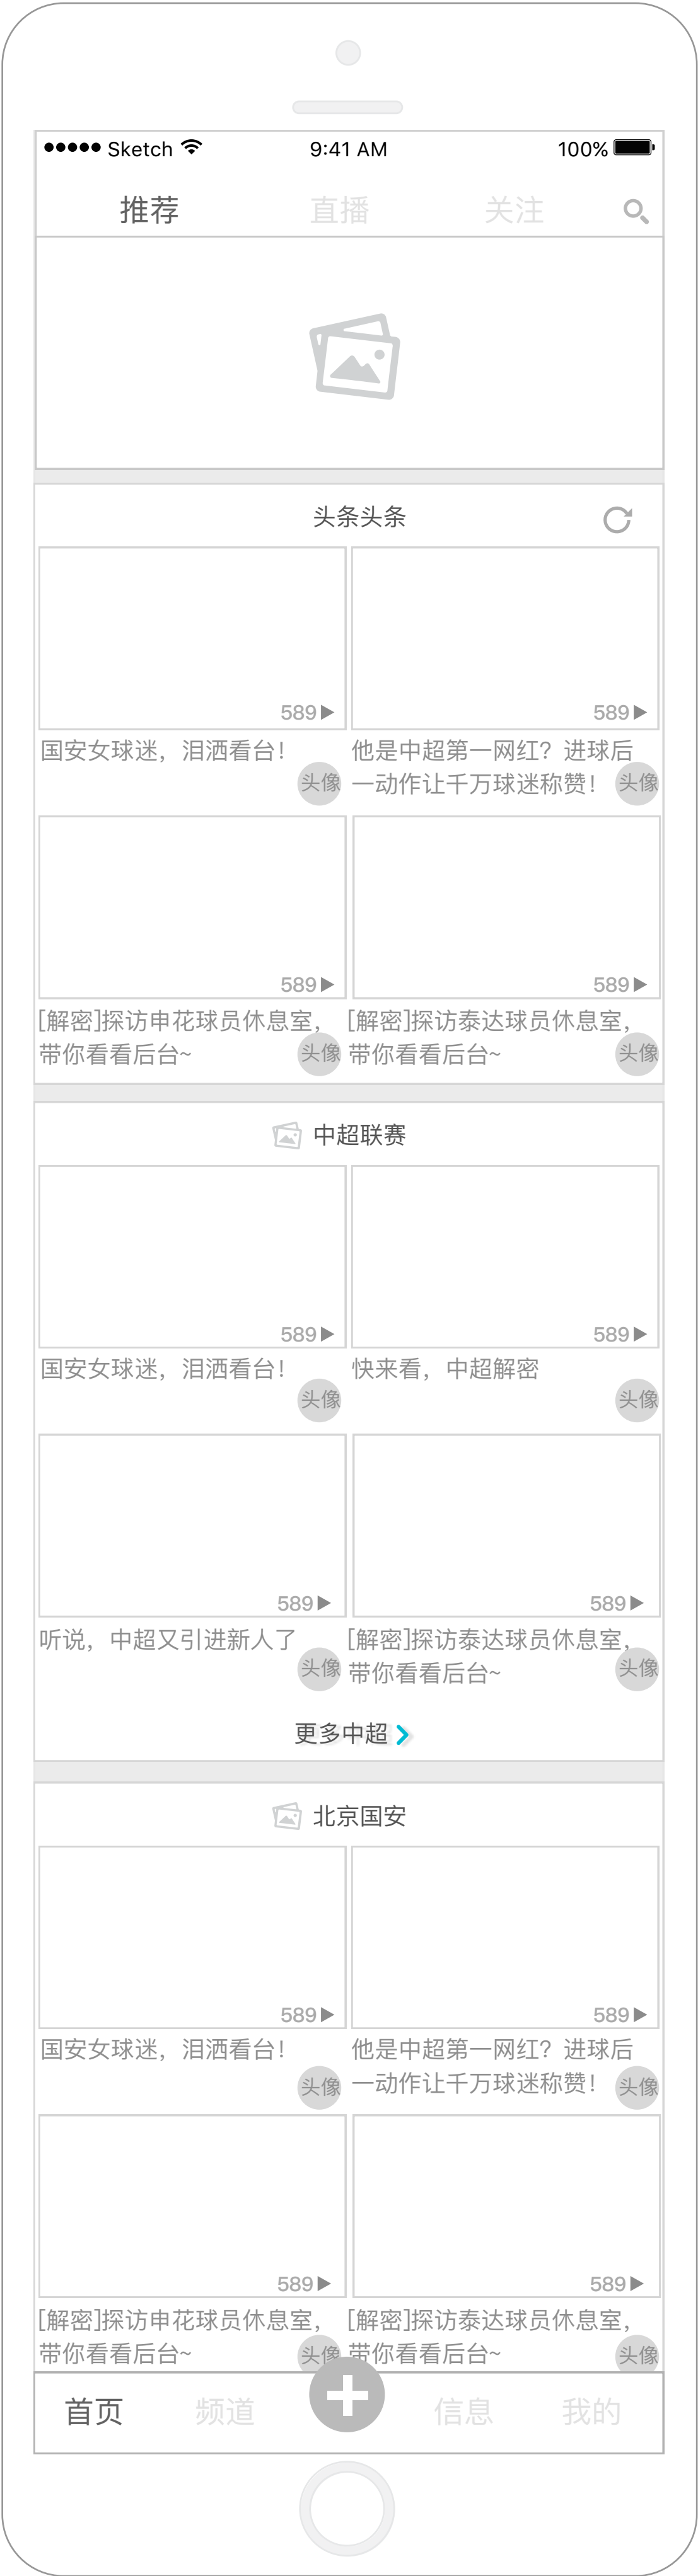 Sketch 9:41 AM 100%
推荐 直播 关注
头条头条
589 589
国安女球迷，泪洒看台！
头像
他是中超第一网红？进球后
一动作让千万球迷称赞！
头像
589 589
[解密]探访申花球员休息室，
带你看看后台~
头像
[解密]探访泰达球员休息室，
带你看看后台~
头像
中超联赛
589 589
国安女球迷，泪洒看台！
头像
快来看，中超解密
头像
589 589
听说，中超又引进新人了
头像
[解密]探访泰达球员休息室，
带你看看后台~
头像
更多中超
北京国安
589 589
国安女球迷，泪洒看台！
头像
他是中超第一网红？进球后
一动作让千万球迷称赞！
头像
589 589
[解密]探访申花球员休息室，
带你看看后台~
头像
[解密]探访泰达球员休息室，
带你看看后台~
头像
首页 频道 信息 我的